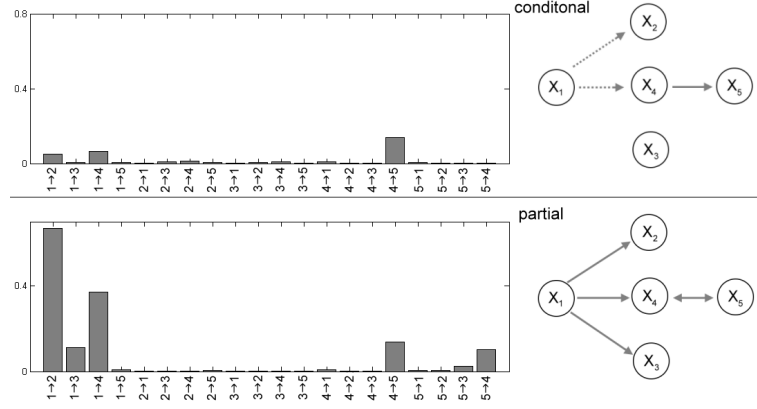 conditonal
0.8
0.4
0
1→2 1→3 1→4 1→5 2→1 2→3 2→4 2→5 3→1 3→2 3→4 3→5 4→1 4→2 4→3 4→5 5→1 5→2 5→3 5→4
X2
X1
X4
X5
X3
partial
0.4
0
1→2 1→3 1→4 1→5 2→1 2→3 2→4 2→5 3→1 3→2 3→4 3→5 4→1 4→2 4→3 4→5 5→1 5→2 5→3 5→4
X2
X1
X4
X5
X3